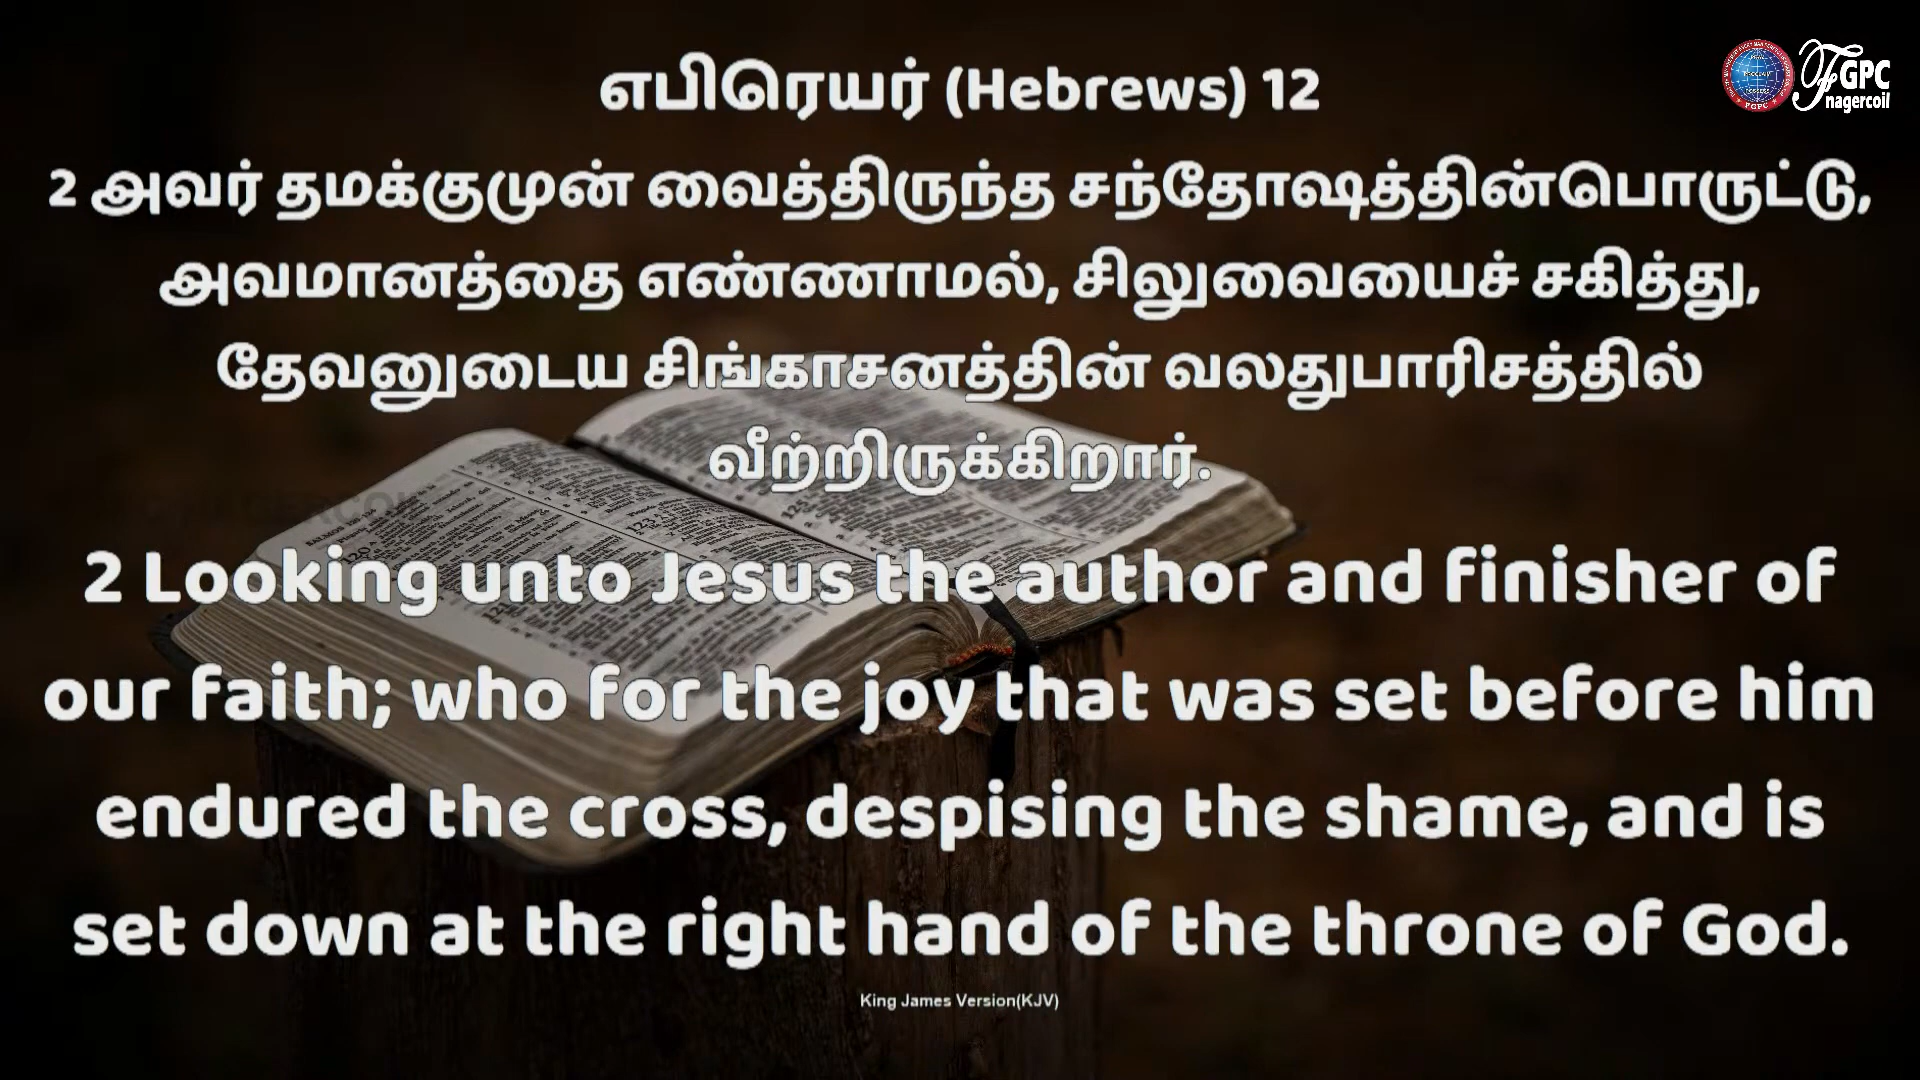 எபிரெயர் (Hebrews) 12
FGPC
nagercoil
FGPC
2 அவர் தமக்குமுன் வைத்திருந்த சந்தோஷத்தின்பொருட்டு,
அவமானத்தை எண்ணாமல், சிலுவையைச் சகித்து,
தேவனுடைய சிங்காசனத்தின் வலதுபாரிசத்தில்
வீற்றிருக்கிறார்.
2 Looking unto Jesus the author and finisher of
our faith; who for the joy that was set before him
endured the cross, despising the shame, and is
set down at the right hand of the throne of God.
King James Version(KJV)